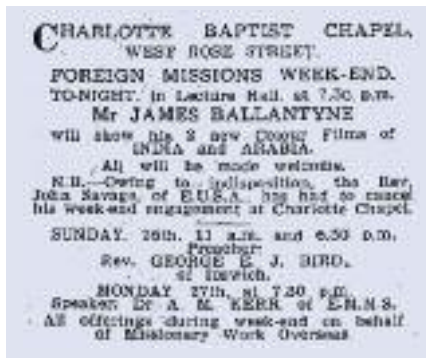 CHARLOTTE BAPTIST CHAPEL,
WEST ROSE STREET.
FOREIGN MISSIONS WEEK-END.
TO-NIGHT, in Lecture Hall, at 7.30 p.m.
Mr JAMES BALLANTYNE
will show his 2 new Colour Films of
INDIA and ARABIA.
All will be made welcome.
N.B.—Owing to indisposition, the Rev.
John Savage, of E.U.S.A., has had to cancel
his week-end engagement at Charlotte Chapel.
SUNDAY, 26th, 11 a.m. and 6.30 p.m.
Preacher:
Rev. GEORGE E. J. BIRD,
of Ipswich.
MONDAY 27th, at 7.30 p.m.
Speaker, Dr A. M. KERR, of E.M.M.S.
All offerings during week-end on behalf
of Missionary Work Overseas